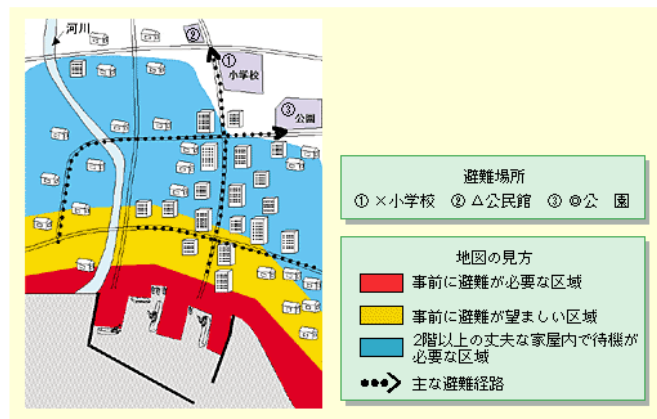 河川
②
①
小学校
③
公園
避難場所
① ×小学校 ② △公民館 ③ ◎公 園
地図の見方
事前に避難が必要な区域
事前に避難が望ましい区域
2階以上の丈夫な家屋内で待機が
必要な区域
主な避難経路